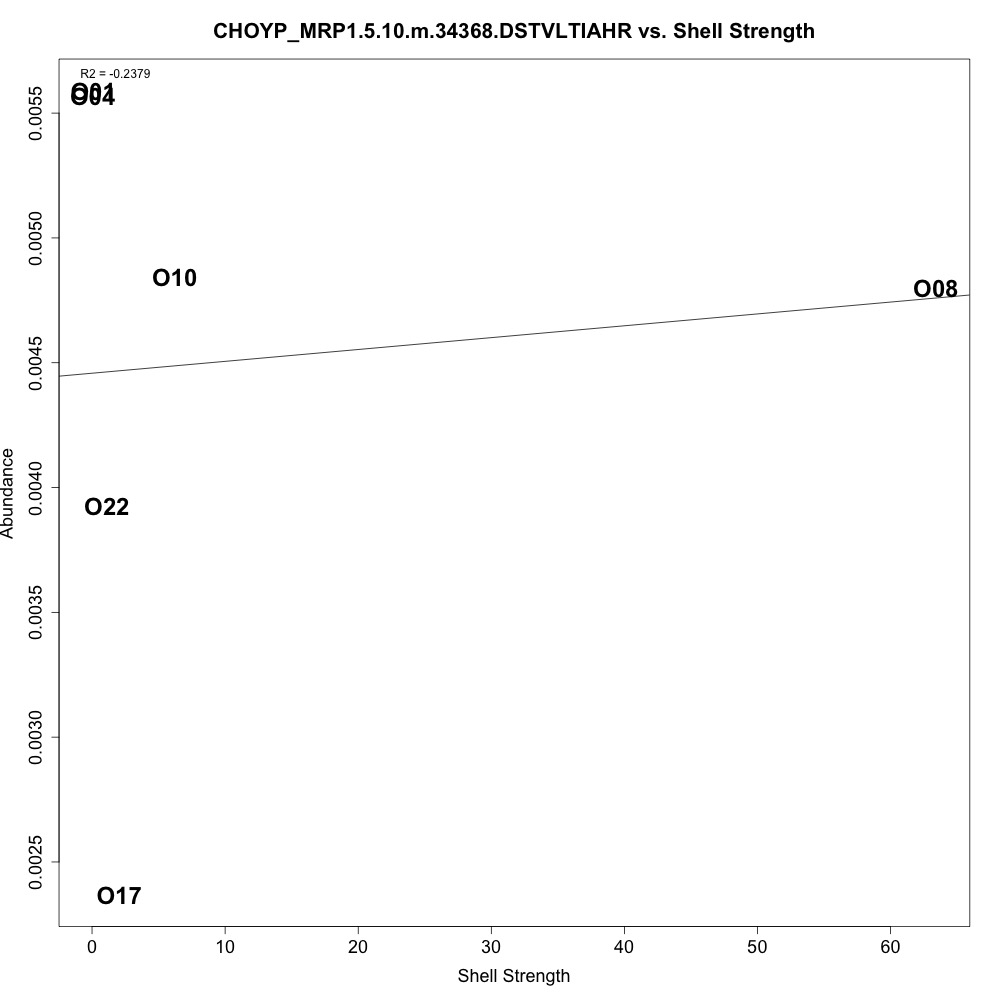 CHOYP_MRP1.5.10.m.34368.DSTVLTIAHR vs. Shell Strength
R2 = -0.2379
O01
O04
O10
O08
O22
O17
Abundance
0.0055
0.0050
0.0045
0.0040
0.0035
0.0030
0.0025
0 10 20 30 40 50 60
Shell Strength